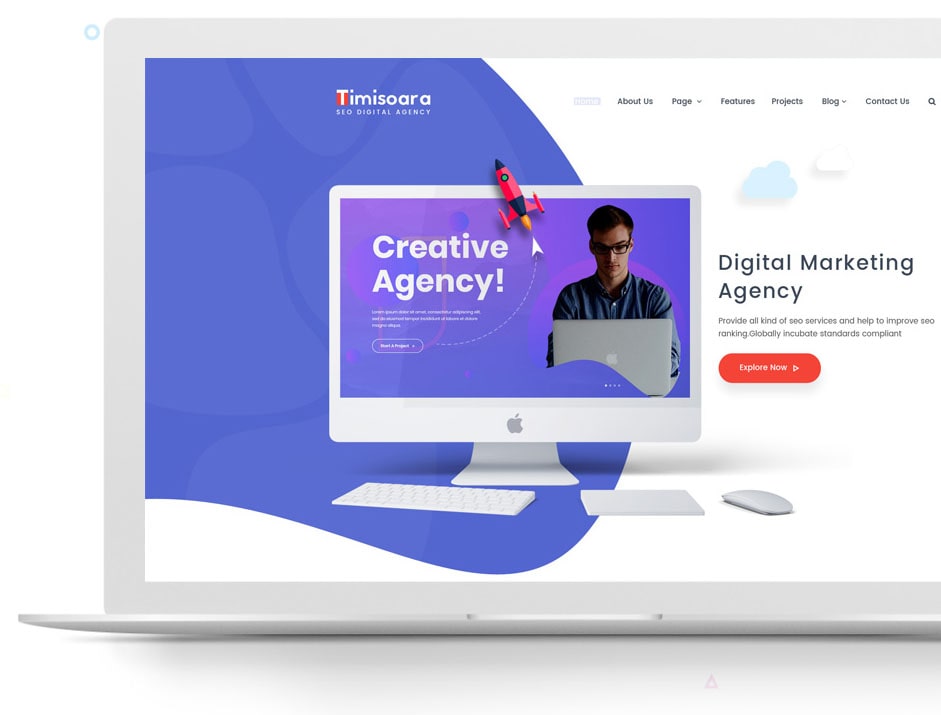 Timisoara
SEO DIGITAL AGENCY
Home
About Us
Page
Features
Projects
Blog
Contact Us
Creative
Agency!
Lorem ipsum dolor sit amet, consectetur adipiscing elit,
sed do eiusmod tempor incididunt ut labore et dolore
magna aliqua.
Start A Project
Digital Marketing
Agency
Provide all kind of seo services and help to improve seo
ranking.Globally incubate standards compliant
Explore Now